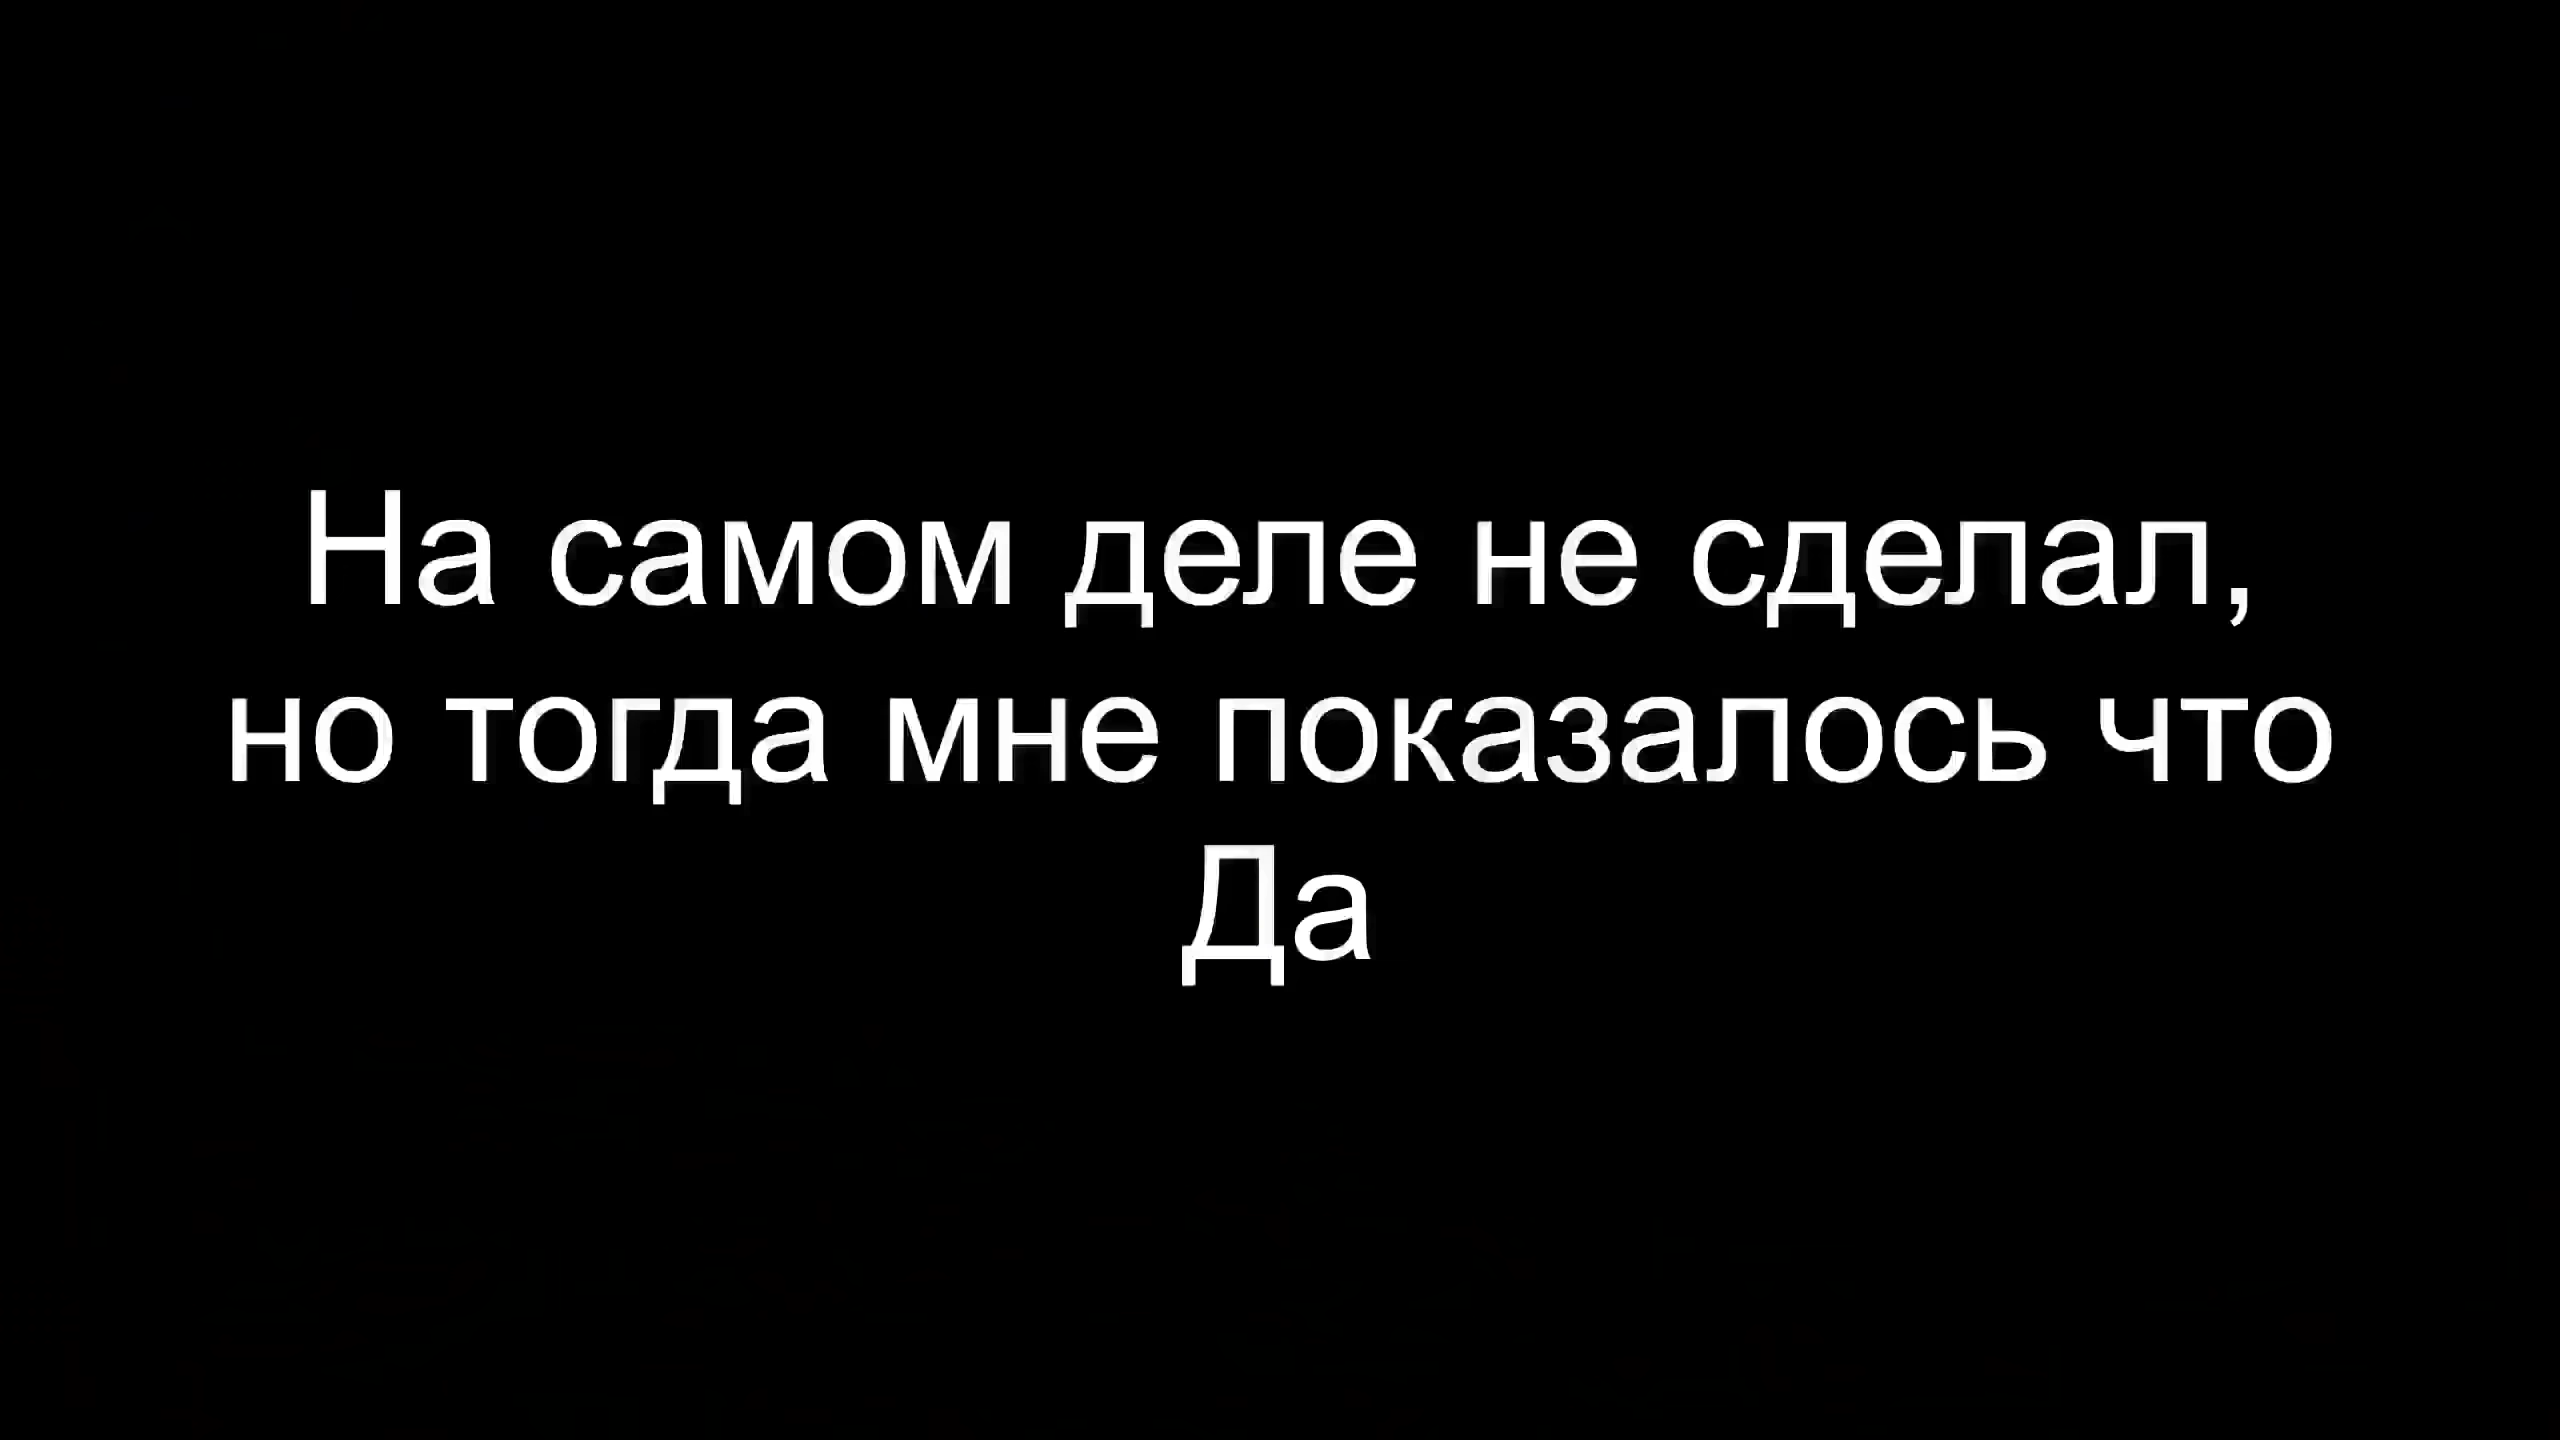 На самом деле не сделал,
но тогда мне показалось что
Да